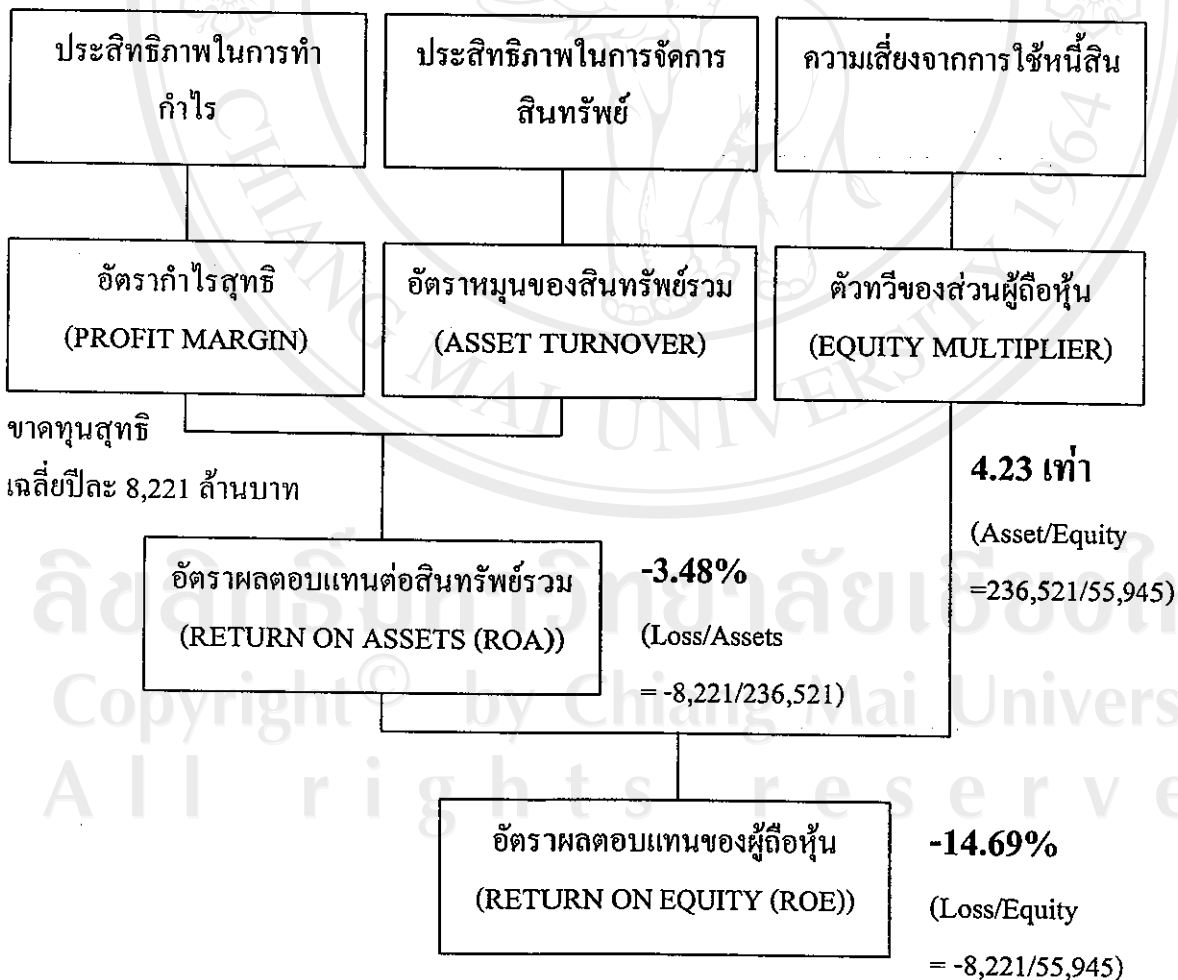 ประสิทธิภาพในการทำ
กำไร
ประสิทธิภาพในการจัดการ
สินทรัพย์
ความเสี่ยงจากการใช้หนี้สิน
อัตรากำไรสุทธิ
(PROFIT MARGIN)
อัตราหมุนของสินทรัพย์รวม
(ASSET TURNOVER)
ตัวทวีของส่วนผู้ถือหุ้น
(EQUITY MULTIPLIER)
ขาดทุนสุทธิ
เฉลี่ยปีละ 8,221 ล้านบาท
4.23 เท่า
(Asset/Equity
=236,521/55,945)
อัตราผลตอบแทนต่อสินทรัพย์รวม
(RETURN ON ASSETS (ROA))
-3.48%
(Loss/Assets
= -8,221/236,521)
อัตราผลตอบแทนของผู้ถือหุ้น
(RETURN ON EQUITY (ROE))
-14.69%
(Loss/Equity
= -8,221/55,945)
CHIANG MAI UNIVERSITY 1964
ลิขสิทธิ์มหาวิทยาลัยเชียงให
Copyright © by Chiang Mai Univers
All rights reserve